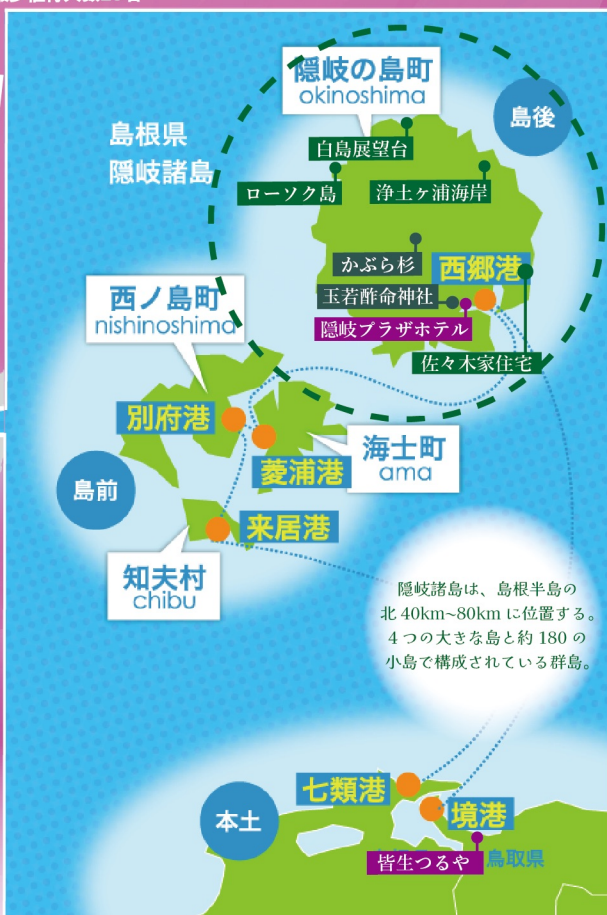 隠岐の島町
okinoshima
島後
島根県
隠岐諸島
白島展望台
ローソク島
浄土ヶ浦海岸
かぶら杉
西郷港
玉若酢命神社
隠岐プラザホテル
佐々木家住宅
西ノ島町
nishinoshima
別府港
菱浦港
海士町
ama
島前
来居港
知夫村
chibu
隠岐諸島は、島根半島の
北 40km~80km に位置する。
4 つの大きな島と約 180 の
小島で構成されている群島。
七類港
境港
本土
皆生つるや
鳥取県